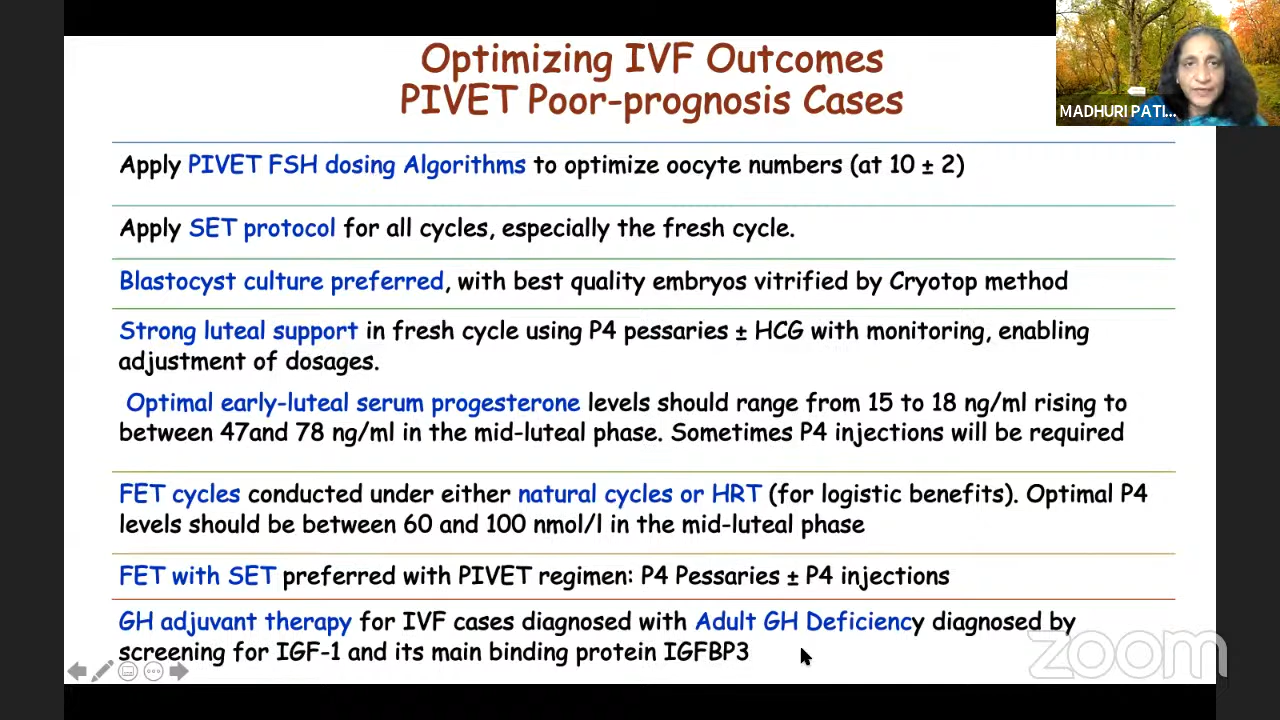 Optimizing IVF Outcomes
PIVET Poor-prognosis Cases
MADHURI PATI...
Apply PIVET FSH dosing Algorithms to optimize oocyte numbers (at 10 ± 2)
Apply SET protocol for all cycles, especially the fresh cycle.
Blastocyst culture preferred, with best quality embryos vitrified by Cryotop method
Strong luteal support in fresh cycle using P4 pessaries ± HCG with monitoring, enabling
adjustment of dosages.
Optimal early-luteal serum progesterone levels should range from 15 to 18 ng/ml rising to
between 47and 78 ng/ml in the mid-luteal phase. Sometimes P4 injections will be required
FET cycles conducted under either natural cycles or HRT (for logistic benefits). Optimal P4
levels should be between 60 and 100 nmol/l in the mid-luteal phase
FET with SET preferred with PIVET regimen: P4 Pessaries ± P4 injections
GH adjuvant therapy for IVF cases diagnosed with Adult GH Deficiency diagnosed by
screening for IGF-1 and its main binding protein IGFBP3
zoom